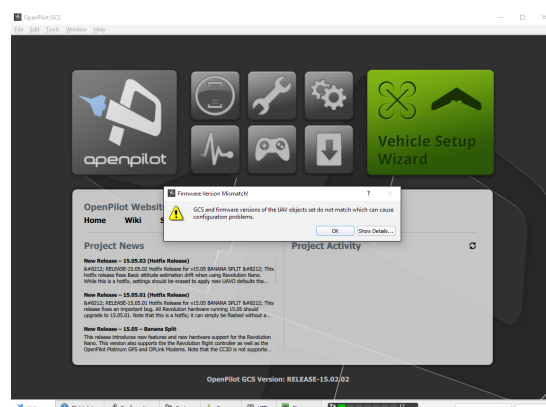 OpenPilot GCS
File Edit Tools Window Help
openpilot
Vehicle Setup
Wizard
Firmware Version Mismatch!
GCS and firmware versions of the UAV objects set do not match which can cause
configuration problems.
OK Show Details...
OpenPilot Websit
Home Wiki S
Project News
New Release – 15.05.02 (Hotfix Release)
&#8212; RELEASE-15.05.02 Hotfix Release for v15.05 BANANA SPLIT &#8212; This
hotfix release fixes Basic attitude estimation drift when using Revolution Nano.
While this is a hotfix, settings should be erased to apply new UAVO defaults tha...
New Release – 15.05.01 (Hotfix Release)
&#8212; RELEASE-15.05.01 Hotfix Release for v15.05 BANANA SPLIT &#8212; This
release fixes an important bug. All Revolution hardware running 15.05 should
upgrade to 15.05.01. Note that this is a hotfix; it can simply be flashed without a...
New Release – 15.05 – Banana Split
This release introduces new features and new hardware support for the Revolution
Nano. This version also supports the the Revolution flight controller as well as the
OpenPilot Platinum GPS and OPLink Modems. Note that the CC3D is not supporte...
Project Activity
OpenPilot GCS Version: RELEASE-15.02.02